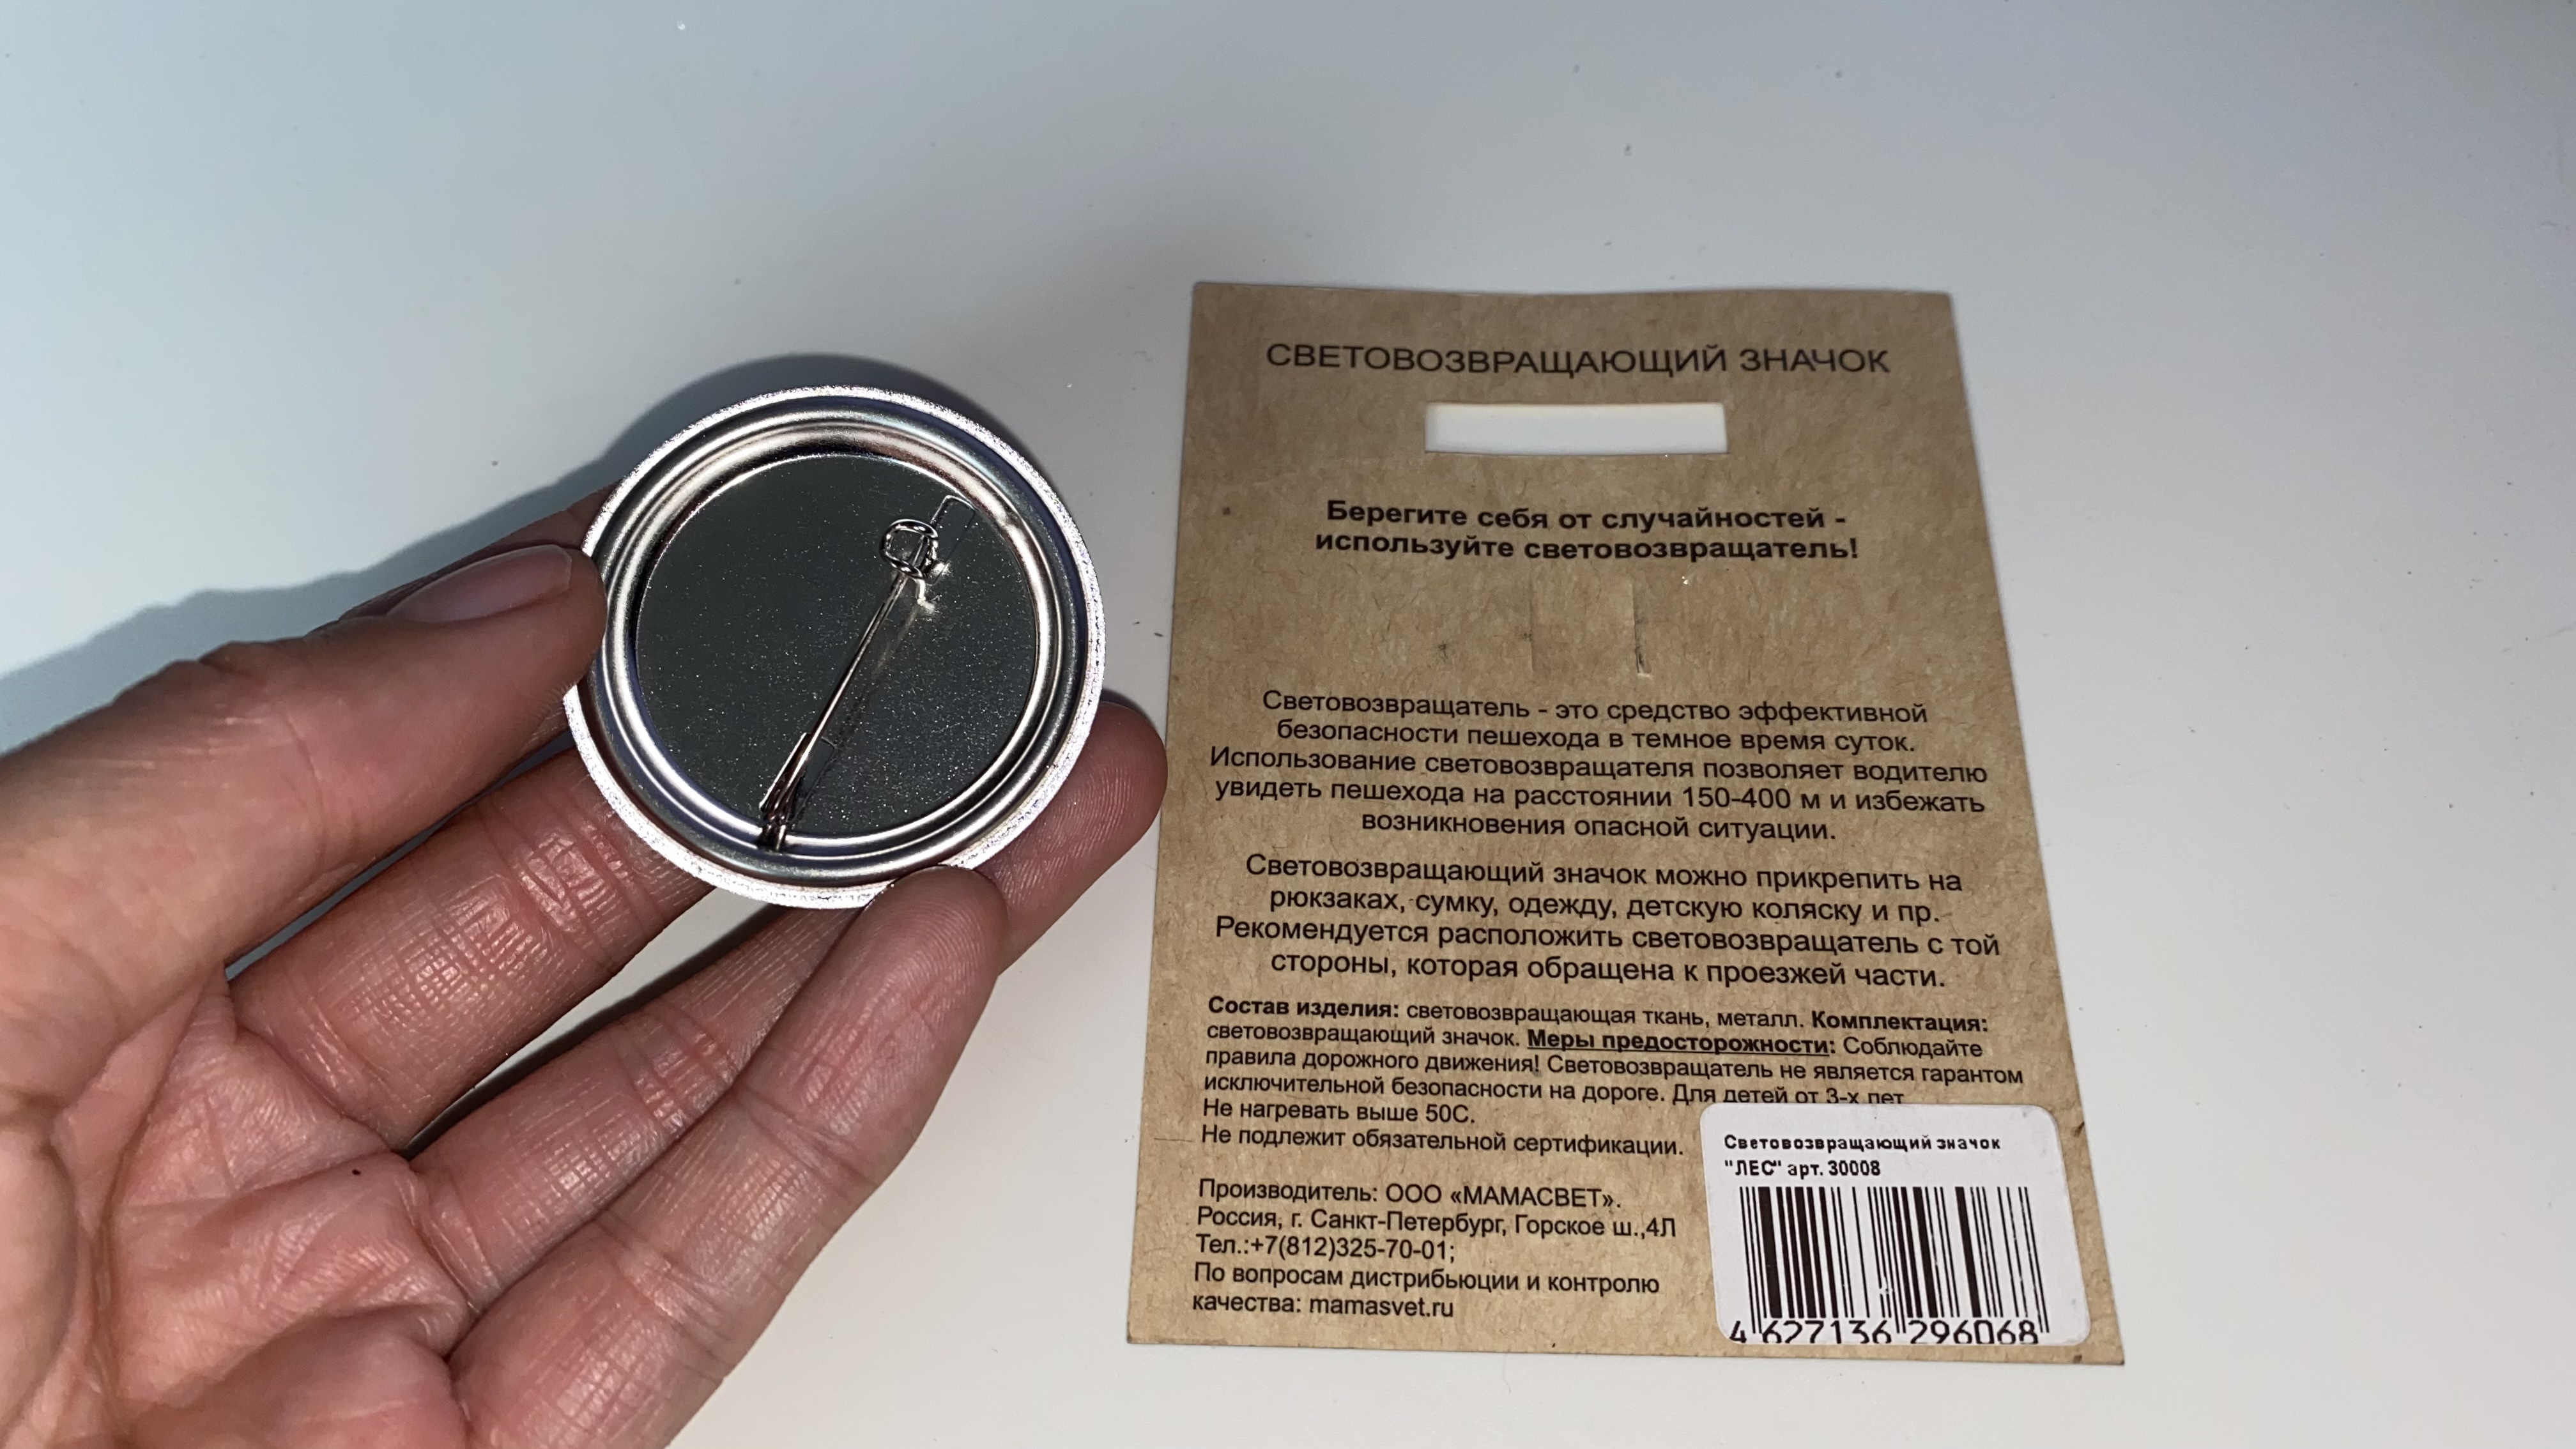 СВЕТОВОЗВРАЩАЮЩИЙ ЗНАЧОК
Берегите себя от случайностей -
используйте световозвращатель!
Световозвращатель - это средство эффективной
безопасности пешехода в темное время суток.
Использование световозвращателя позволяет водителю
увидеть пешехода на расстоянии 150-400 м и избежать
возникновения опасной ситуации.
Световозвращающий значок можно прикрепить на
рюкзаках, сумку, одежду, детскую коляску и пр.
Рекомендуется расположить световозвращатель с той
стороны, которая обращена к проезжей части.
Состав изделия: световозвращающая ткань, металл. Комплектация:
световозвращающий значок. Меры предосторожности: Соблюдайте
правила дорожного движения! Световозвращатель не является гарантом
исключительной безопасности на дороге. Для детей от 3-х лет
Не нагревать выше 50С.
Не подлежит обязательной сертификации.
Производитель: ООО «МАМАСВЕТ».
Россия, г. Санкт-Петербург, Горское ш.,4Л
Тел.:+7(812)325-70-01;
По вопросам дистрибьюции и контролю
качества: mamasvet.ru
Световозвращающий значок
"ЛЕС" арт. 30008
4 627136 296068